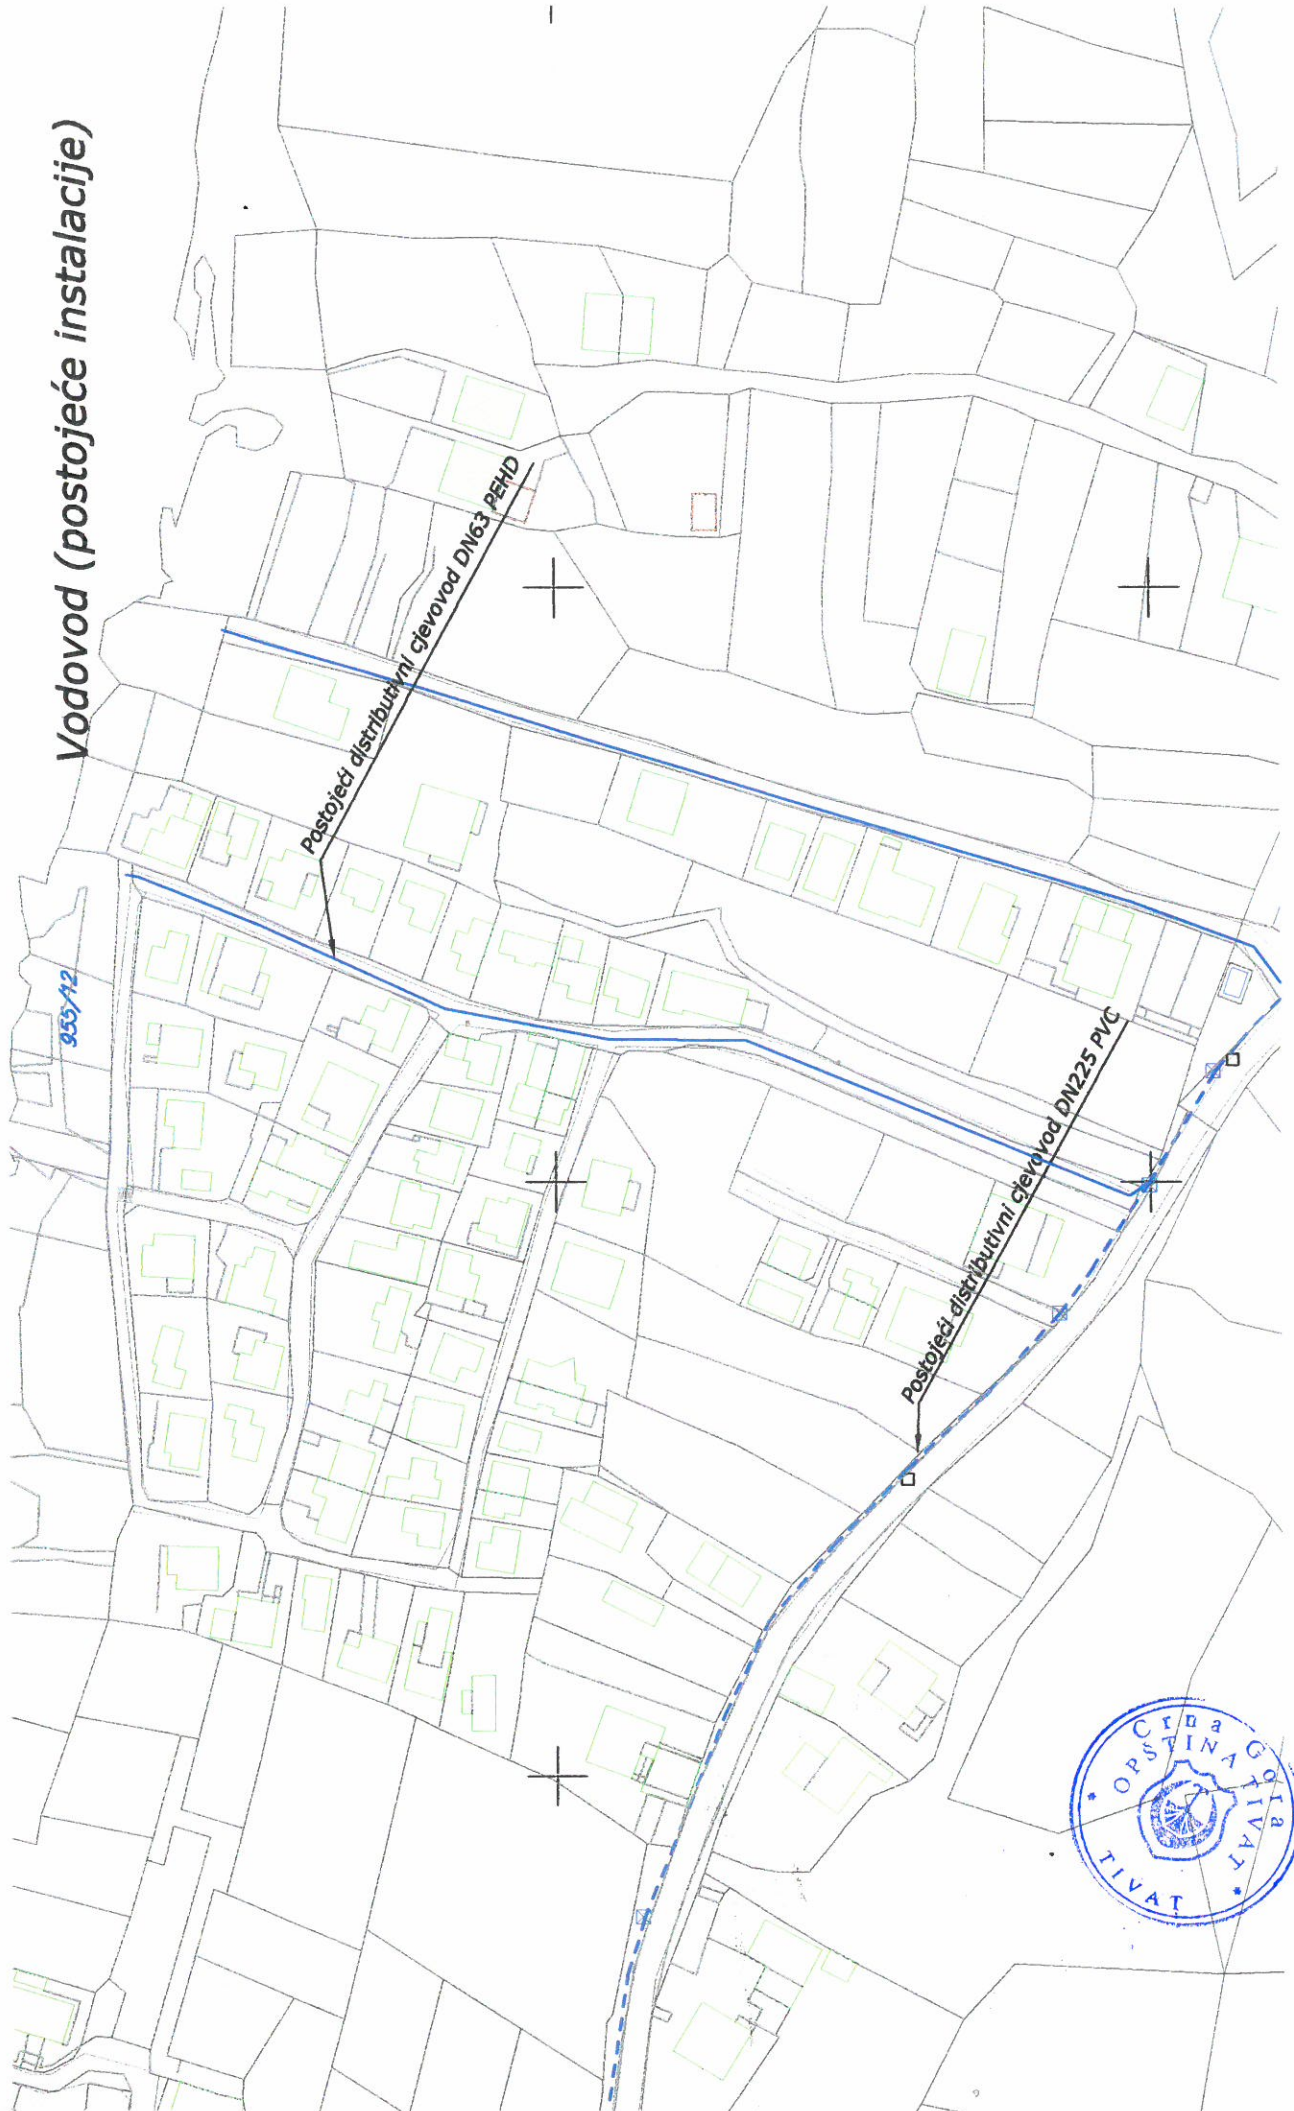 Vodovod (postojeće instalacije)
955/12
Postojeći distributivni cjevovod DN63 PEHD
Postojeći distributivni cjevovod DN225 PVC
Crna Gora
OPŠTINA TIVAT
* TIVAT *